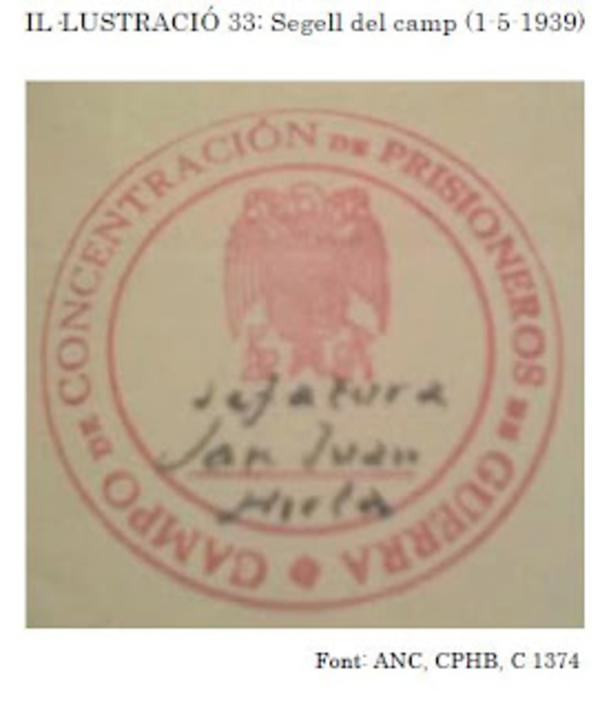 IL·LUSTRACIÓ 33: Segell del camp (1-5-1939)
CAMPO DE CONCENTRACIÓN DE PRISIONEROS DE GUERRA
Jefatura
San Juan
Horta
Font: ANC, CPHB, C 1374